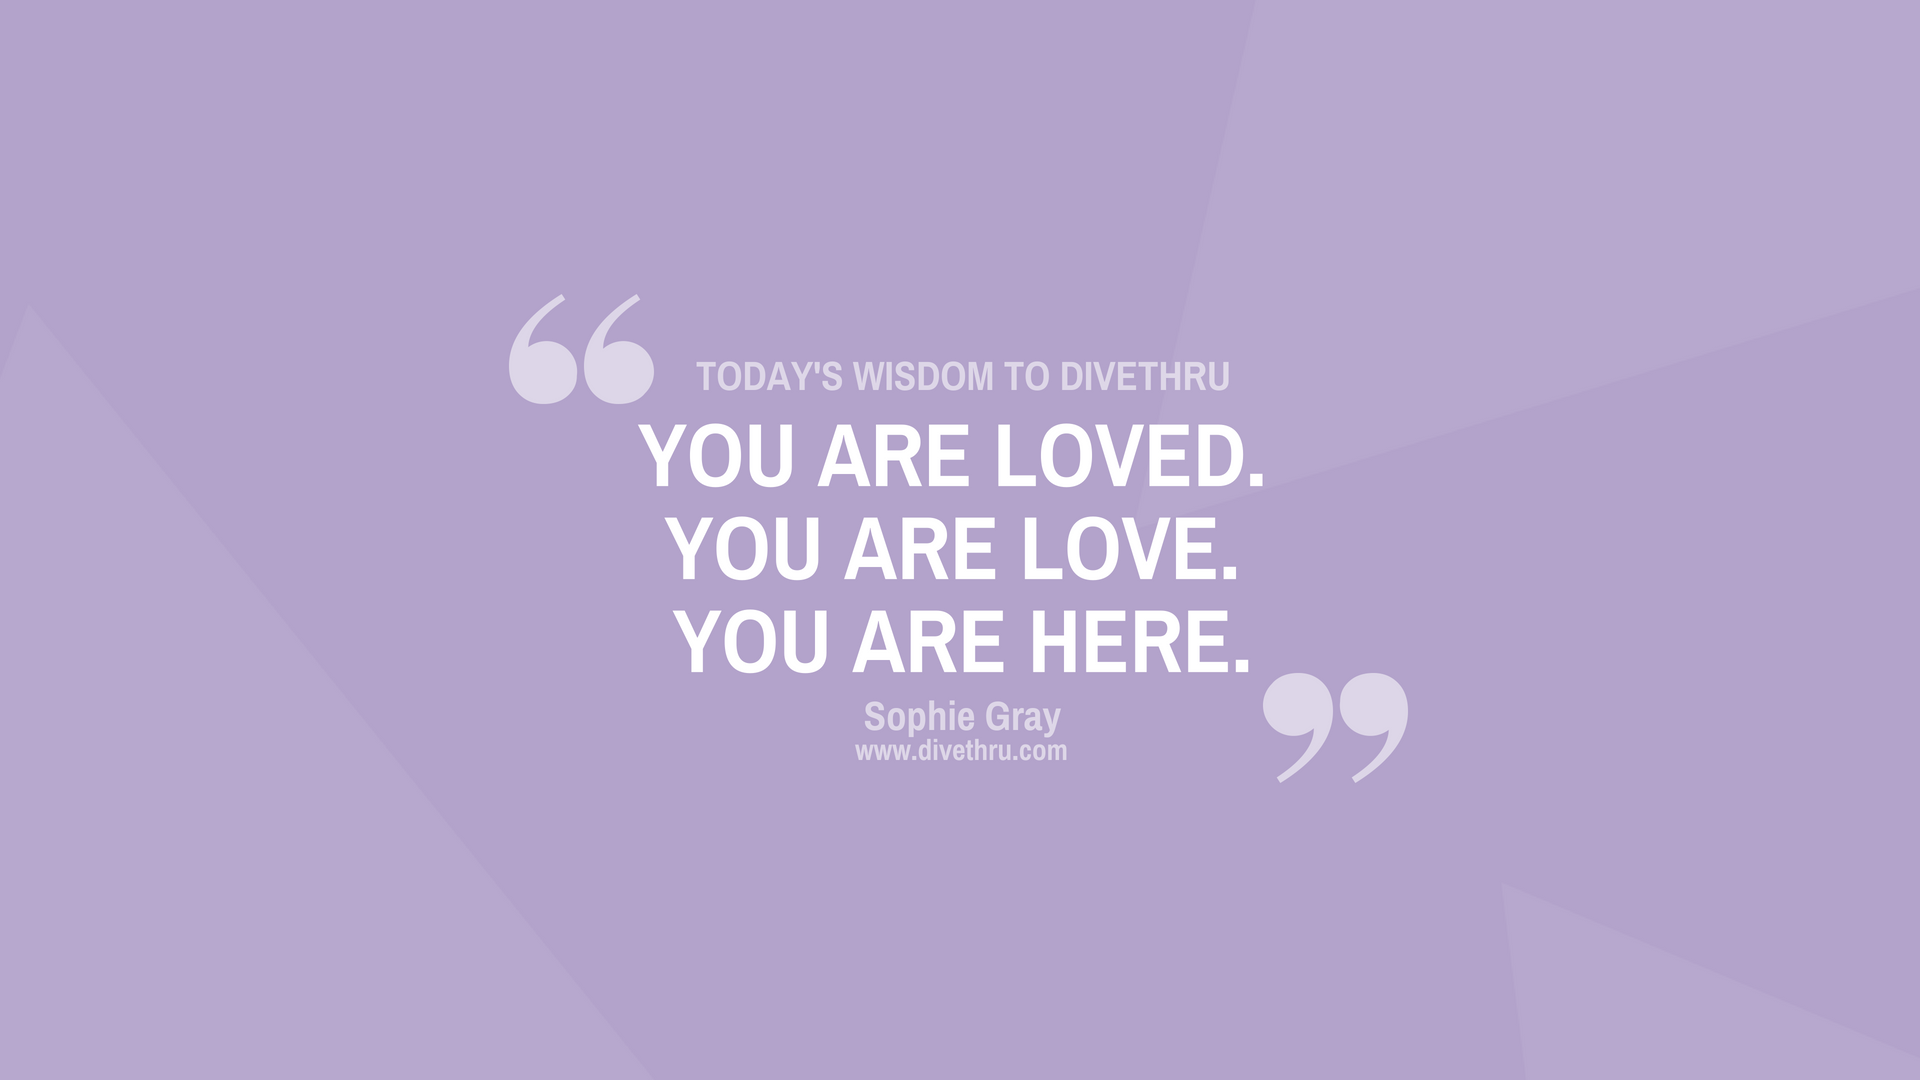 TODAY'S WISDOM TO DIVETHRU
YOU ARE LOVED.
YOU ARE LOVE.
YOU ARE HERE.
Sophie Gray
www.divethru.com